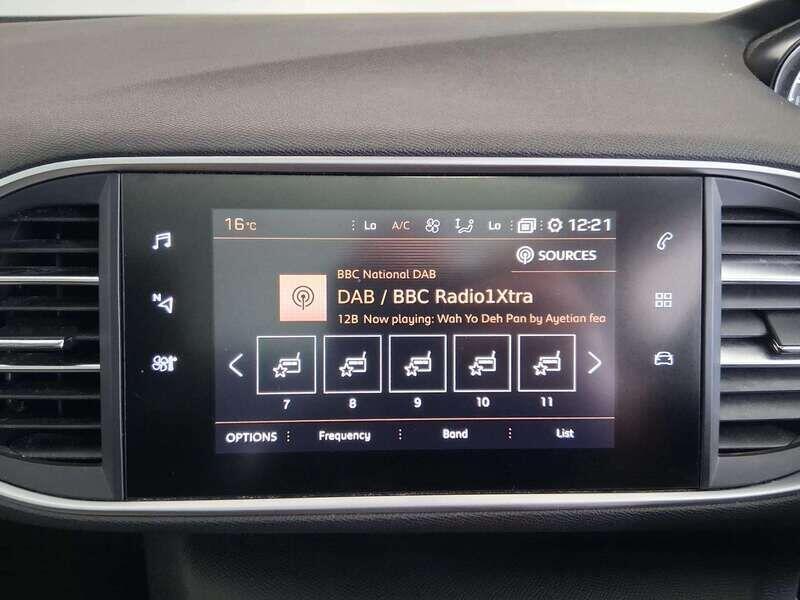 16°C Lo A/C Lo 12:21
SOURCES
BBC National DAB
DAB / BBC Radio1Xtra
12B Now playing: Wah Yo Deh Pan by Ayetian fea
7 8 9 10 11
OPTIONS Frequency Band List
N